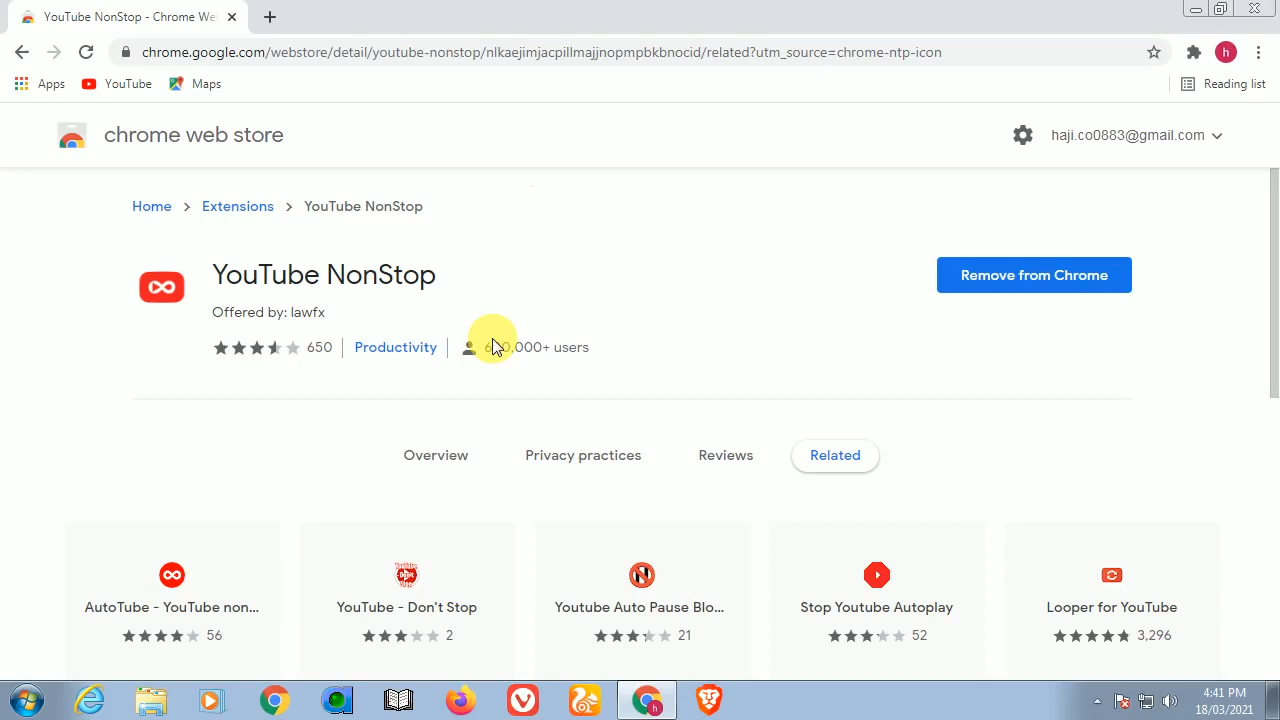 YouTube NonStop - Chrome We
chrome.google.com/webstore/detail/youtube-nonstop/nlkaejimjacpillmajjnopmpbkbnocid/related?utm_source=chrome-ntp-icon
h
Apps YouTube Maps Reading list
chrome web store haji.co0883@gmail.com
Home > Extensions > YouTube NonStop
YouTube NonStop
Remove from Chrome
Offered by: lawfx
650 Productivity users
Overview Privacy practices Reviews Related
AutoTube - YouTube non... YouTube - Don't Stop Youtube Auto Pause Blo... Stop Youtube Autoplay Looper for YouTube
56 2 21 52 3,296
4:41 PM
18/03/2021